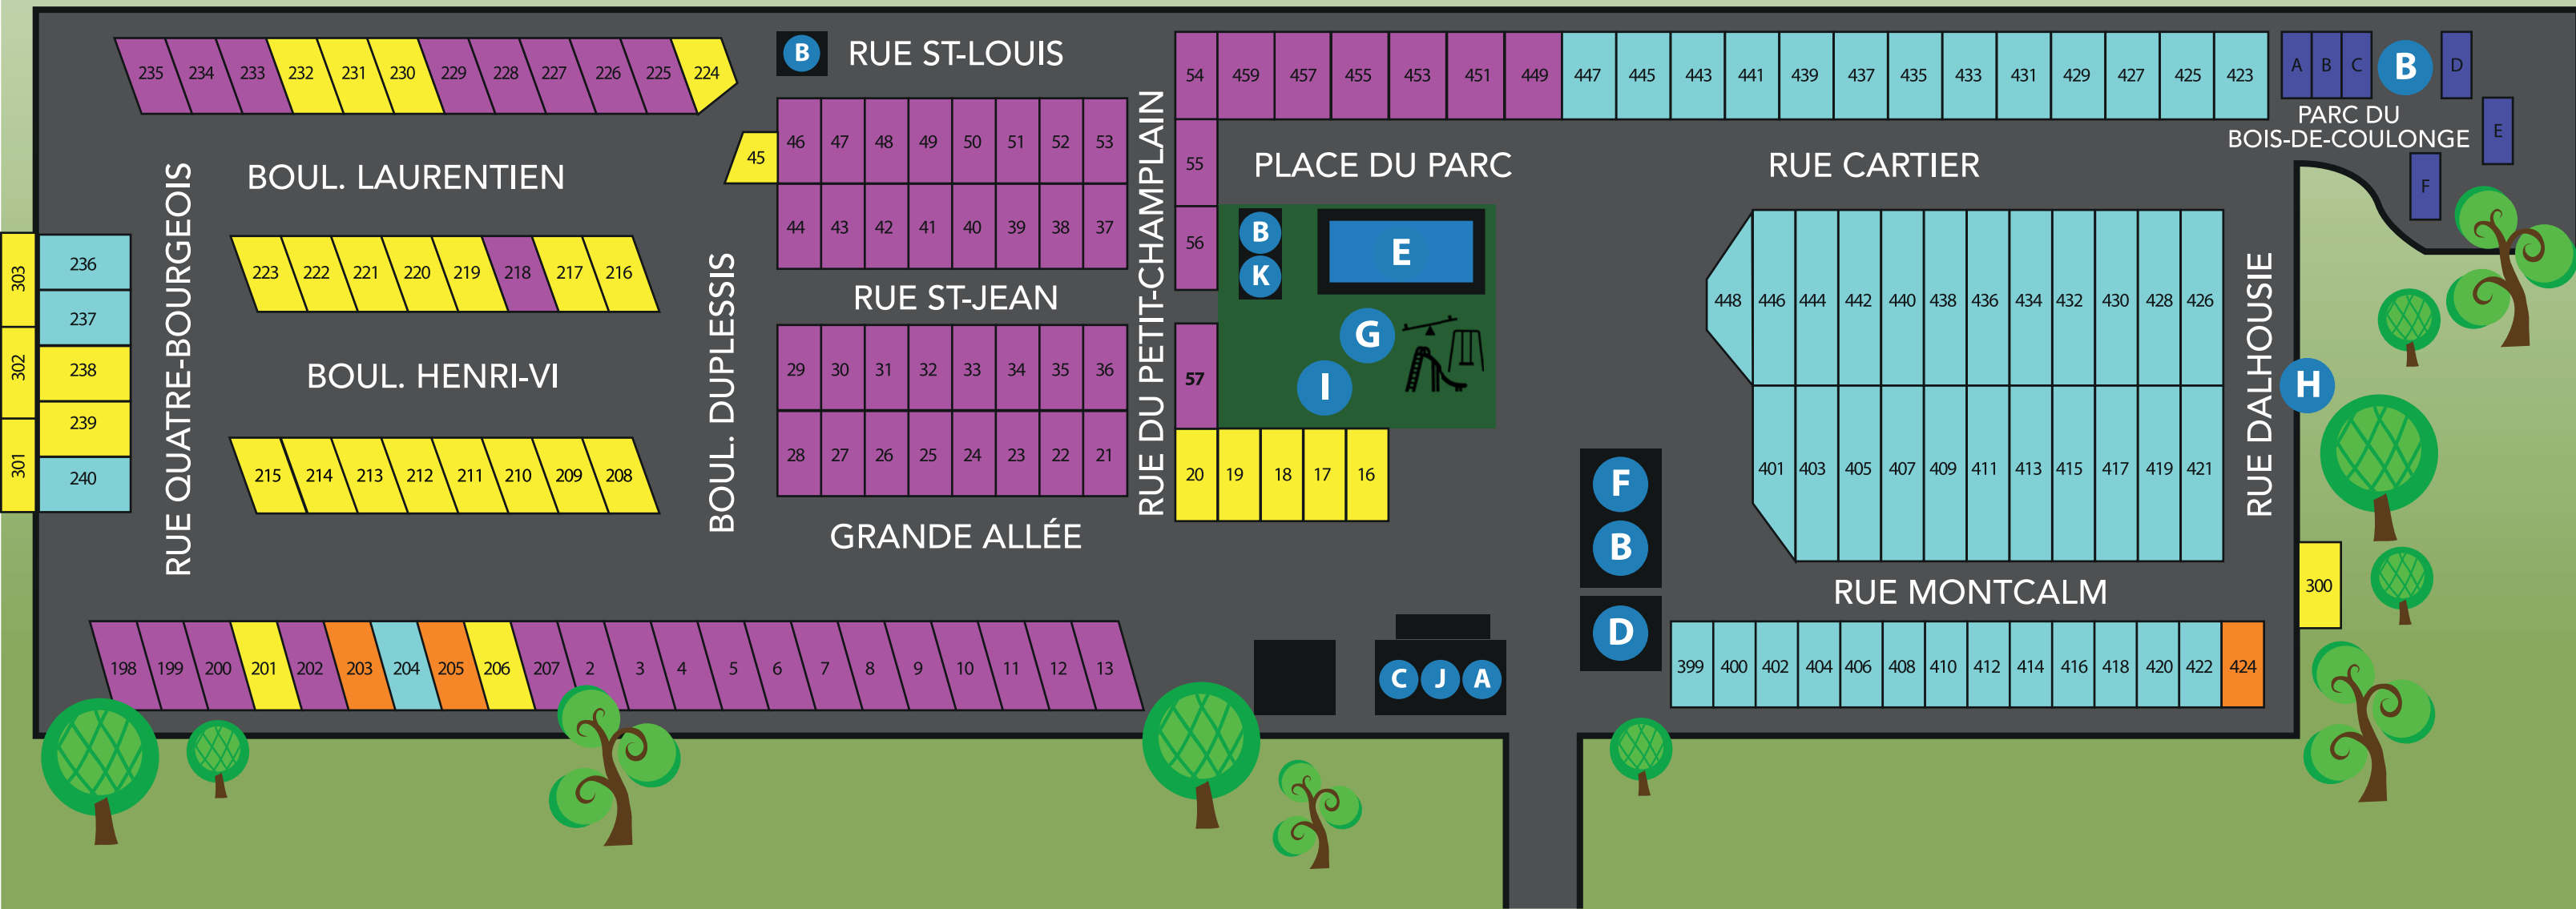 235 234 233 232 231 230 229 228 227 226 225 224
B RUE ST-LOUIS
54 459 457 455 453 451 449 447 445 443 441 439 437 435 433 431 429 427 425 423
A B C B D
E
F
PARC DU
BOIS-DE-COULONGE
BOUL. LAURENTIEN
45
46 47 48 49 50 51 52 53
44 43 42 41 40 39 38 37
55
56
57
PLACE DU PARC
RUE CARTIER
303
302
301
236
237
238
239
240
RUE QUATRE-BOURGEOIS
223 222 221 220 219 218 217 216
BOUL. HENRI-VI
215 214 213 212 211 210 209 208
BOUL. DUPLESSIS
RUE ST-JEAN
29 30 31 32 33 34 35 36
28 27 26 25 24 23 22 21
RUE DU PETIT-CHAMPLAIN
B
K
E
G
I
20 19 18 17 16
448 446 444 442 440 438 436 434 432 430 428 426
401 403 405 407 409 411 413 415 417 419 421
RUE DALHOUSIE
H
300
GRANDE ALLÉE
F
B
D
RUE MONTCALM
198 199 200 201 202 203 204 205 206 207 2 3 4 5 6 7 8 9 10 11 12 13
C J A
399 400 402 404 406 408 410 412 414 416 418 420 422 424